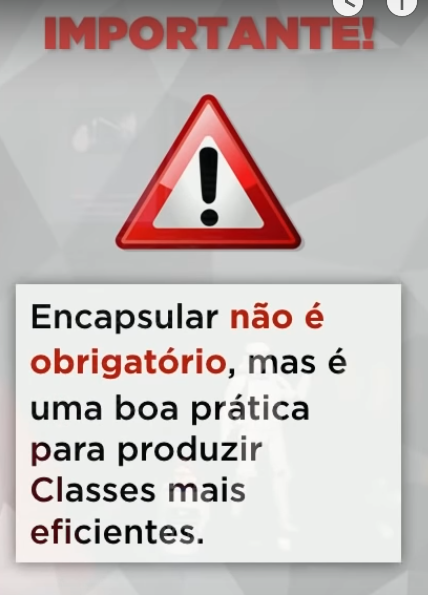 IMPORTANTE!
Encapsular não é
obrigatório, mas é
uma boa prática
para produzir
Classes mais
eficientes.